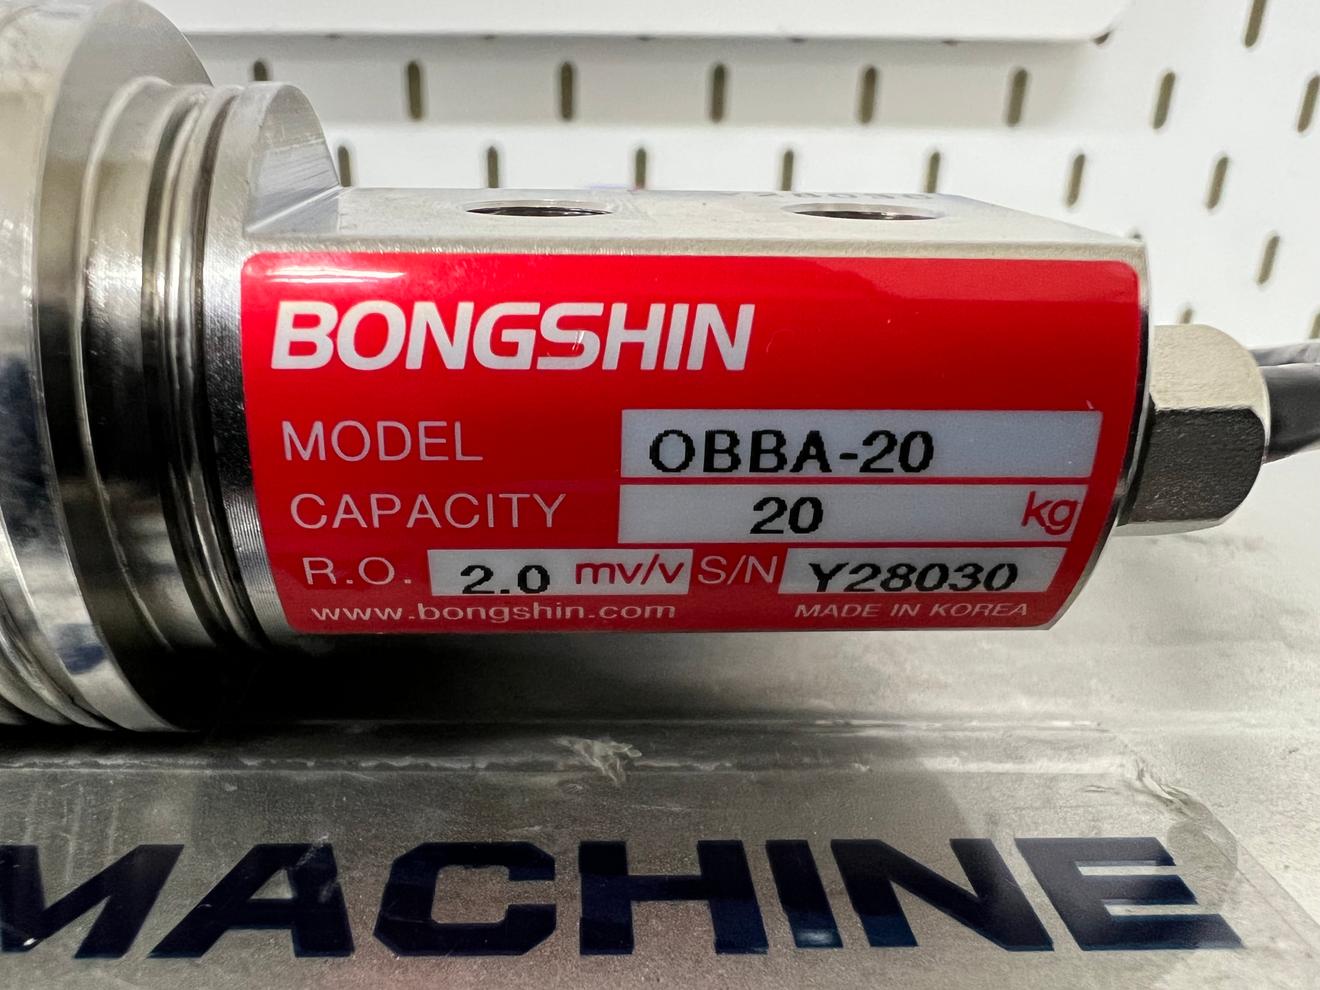 BONGSHIN
MODEL OBBA-20
CAPACITY 20 kg
R.O. 2.0 mv/v S/N Y28030
www.bongshin.com MADE IN KOREA
MACHINE